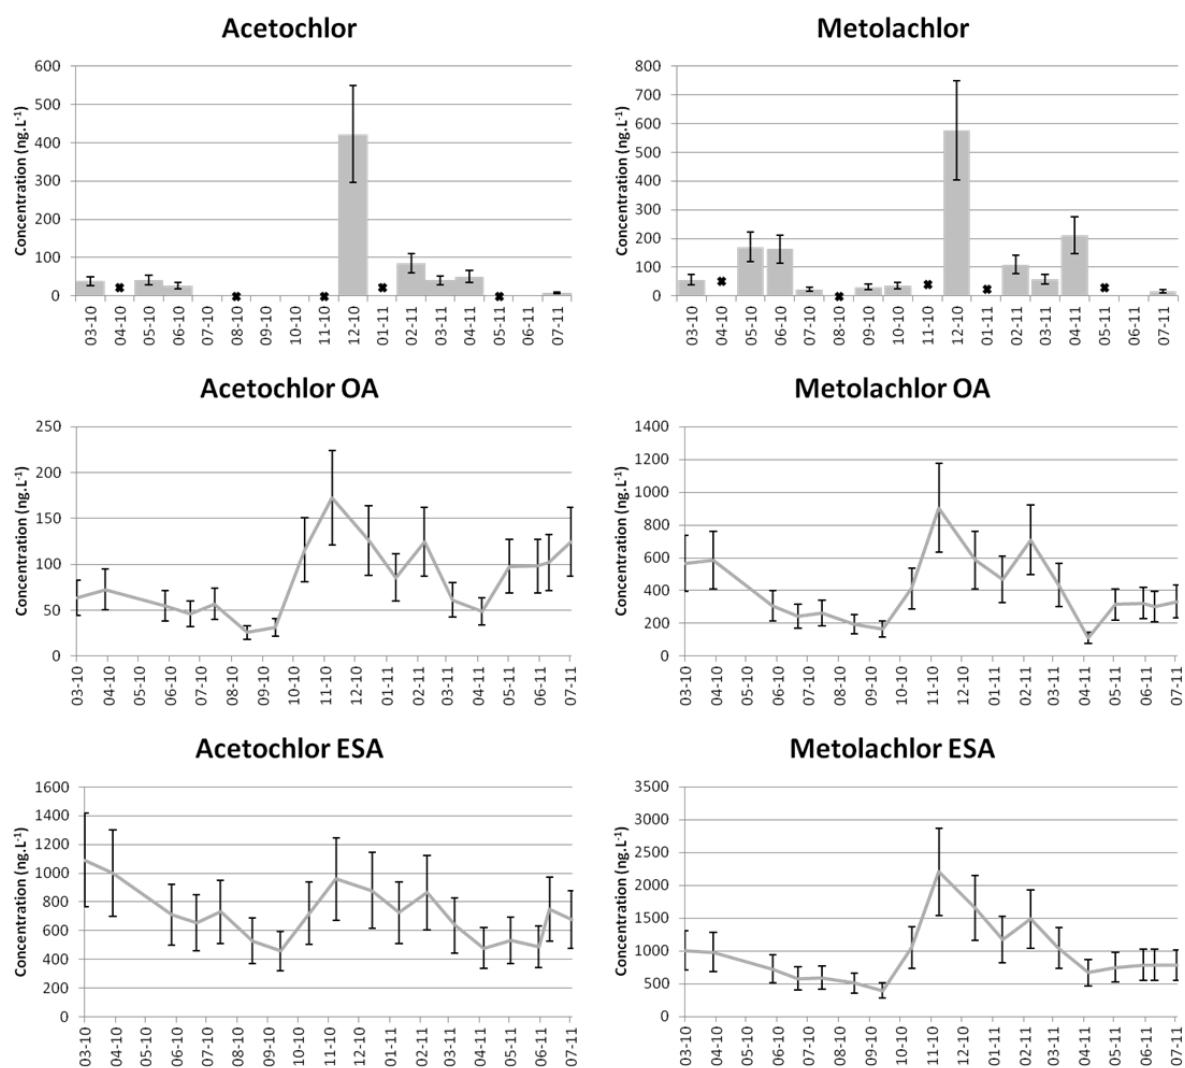 Acetochlor
Metolachlor
Concentration (ng.L-1)
600
500
400
300
200
100
0
03-10 04-10 05-10 06-10 07-10 08-10 09-10 10-10 11-10 12-10 01-11 02-11 03-11 04-11 05-11 06-11 07-11
Concentration (ng.L-1)
800
700
600
500
400
300
200
100
0
03-10 04-10 05-10 06-10 07-10 08-10 09-10 10-10 11-10 12-10 01-11 02-11 03-11 04-11 05-11 06-11 07-11
Acetochlor OA
Metolachlor OA
Concentration (ng.L-1)
250
200
150
100
50
0
03-10 04-10 05-10 06-10 07-10 08-10 09-10 10-10 11-10 12-10 01-11 02-11 03-11 04-11 05-11 06-11 07-11
Concentration (ng.L-1)
1400
1200
1000
800
600
400
200
0
03-10 04-10 05-10 06-10 07-10 08-10 09-10 10-10 11-10 12-10 01-11 02-11 03-11 04-11 05-11 06-11 07-11
Acetochlor ESA
Metolachlor ESA
Concentration (ng.L-1)
1600
1400
1200
1000
800
600
400
200
0
03-10 04-10 05-10 06-10 07-10 08-10 09-10 10-10 11-10 12-10 01-11 02-11 03-11 04-11 05-11 06-11 07-11
Concentration (ng.L-1)
3500
3000
2500
2000
1500
1000
500
0
03-10 04-10 05-10 06-10 07-10 08-10 09-10 10-10 11-10 12-10 01-11 02-11 03-11 04-11 05-11 06-11 07-11